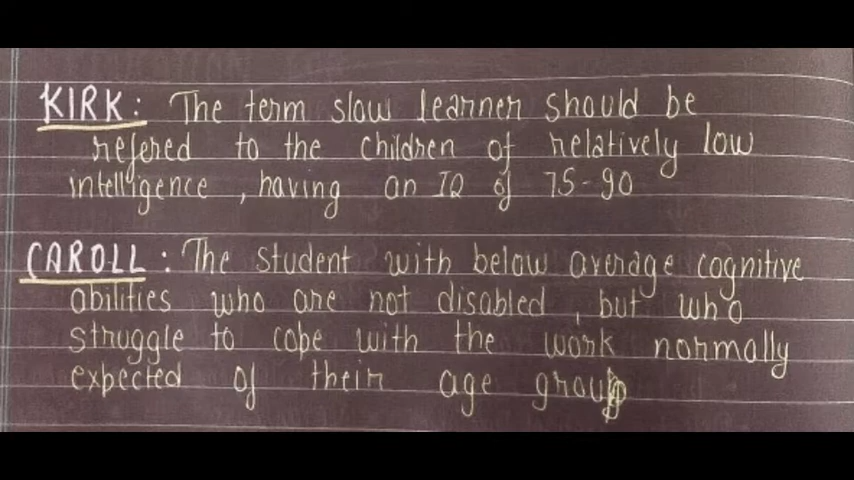 KIRK: The term slow learner should be
refered to the children of relatively low
intelligence, having an IQ of 75-90
CAROLL: The student with below average cognitive
abilities who are not disabled, but who
struggle to cope with the work normally
expected of their age group